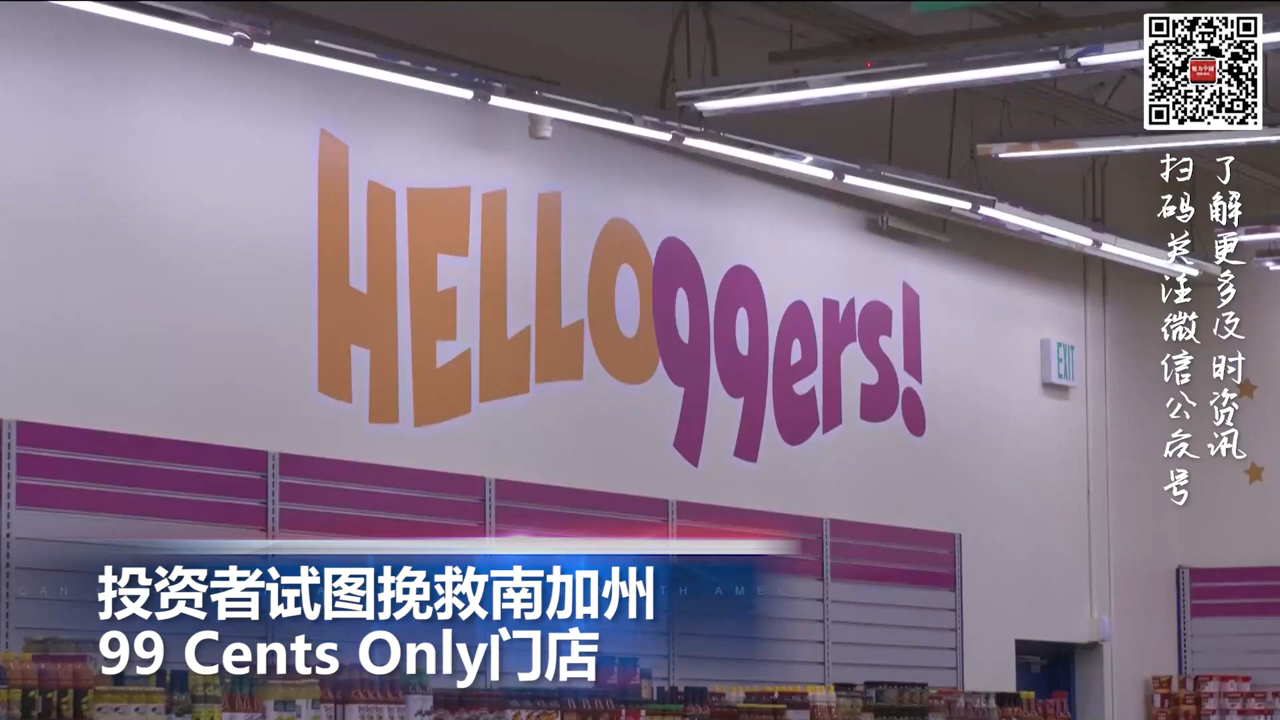 HELLO99ers!
EXIT
了解更多及时资讯
扫码关注微信公众号
投资者试图挽救南加州
99 Cents Only门店